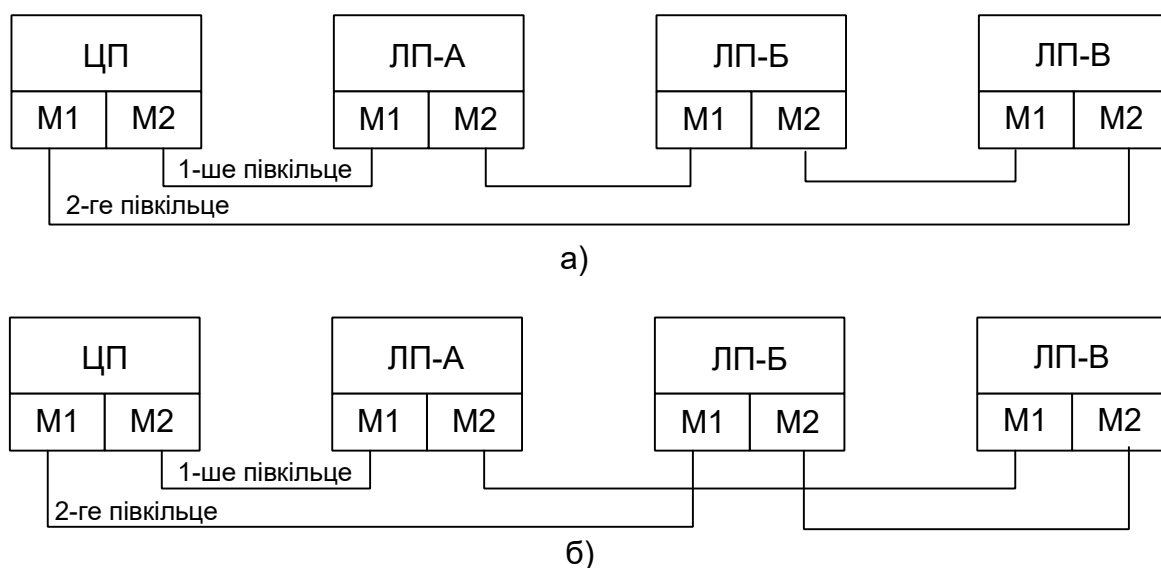 ЦП ЛП-А ЛП-Б ЛП-В
М1 М2 М1 М2 М1 М2 М1 М2
1-ше півкільце
2-ге півкільце
а)
ЦП ЛП-А ЛП-Б ЛП-В
М1 М2 М1 М2 М1 М2 М1 М2
1-ше півкільце
2-ге півкільце
б)